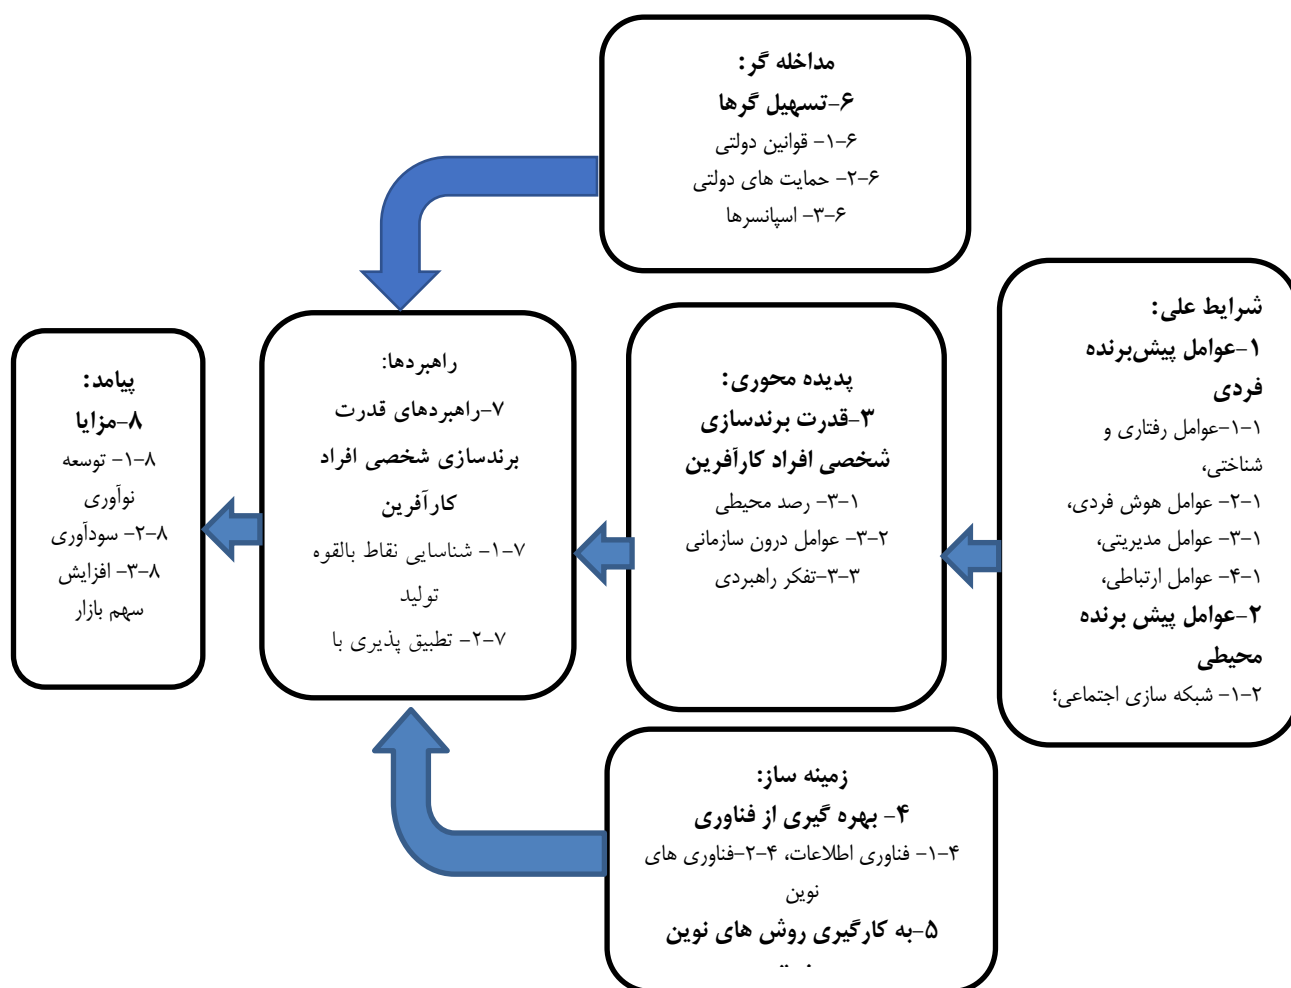 مداخله گر:
۶-تسهیل گرها
۶-۱- قوانین دولتی
۶-۲- حمایت های دولتی
۶-۳- اسپانسرها
شرایط علی:
۱-عوامل پیش‌برنده
فردی
۱-۱-عوامل رفتاری و
شناختی،
۱-۲- عوامل هوش فردی،
۱-۳- عوامل مدیریتی،
۱-۴- عوامل ارتباطی،
۲-عوامل پیش برنده
محیطی
۲-۱- شبکه سازی اجتماعی؛
پدیده محوری:
۳-قدرت برندسازی
شخصی افراد کارآفرین
۳-۱- رصد محیطی
۳-۲- عوامل درون سازمانی
۳-۳-تفکر راهبردی
راهبردها:
۷-راهبردهای قدرت
برندسازی شخصی افراد
کارآفرین
۷-۱- شناسایی نقاط بالقوه
تولید
۷-۲- تطبیق پذیری با
پیامد:
۸-مزایا
۸-۱- توسعه
نوآوری
۸-۲- سودآوری
۸-۳- افزایش
سهم بازار
زمینه ساز:
۴- بهره گیری از فناوری
۴-۱- فناوری اطلاعات، ۴-۲-فناوری های
نوین
۵-به کارگیری روش های نوین